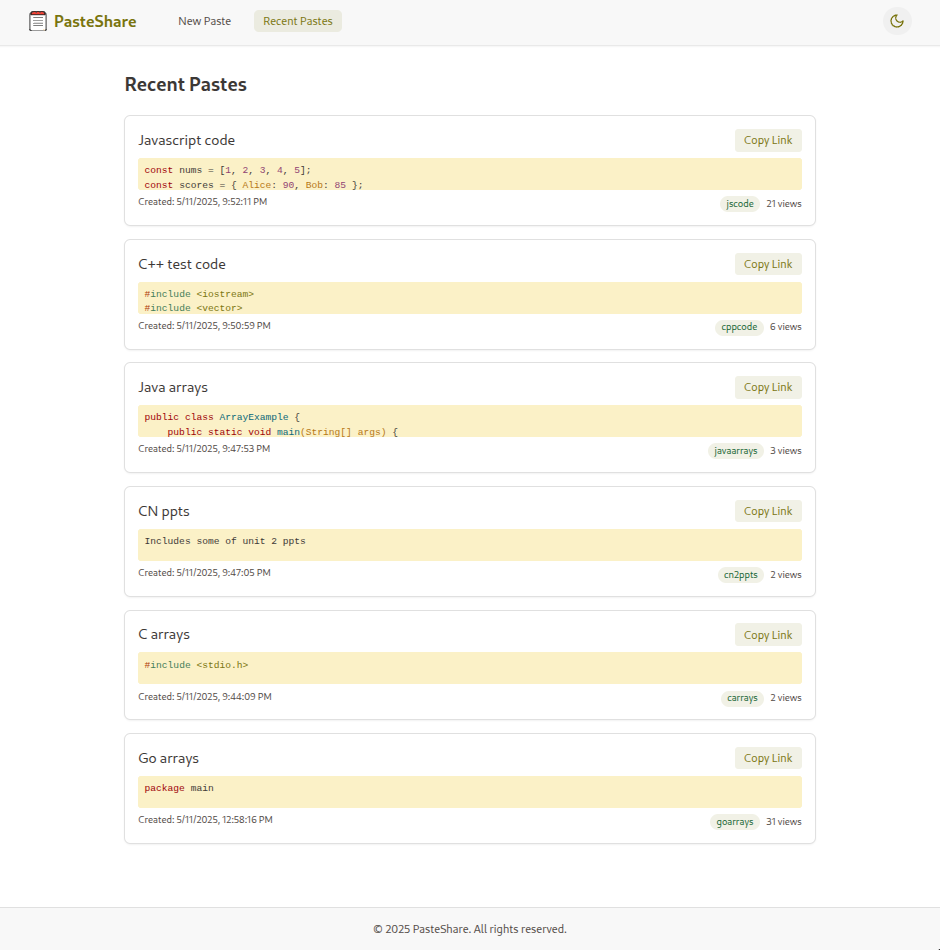 PasteShare New Paste Recent Pastes
Recent Pastes
Javascript code Copy Link
const nums = [1, 2, 3, 4, 5];
const scores = { Alice: 90, Bob: 85 };
Created: 5/11/2025, 9:52:11 PM jscode 21 views
C++ test code Copy Link
#include <iostream>
#include <vector>
Created: 5/11/2025, 9:50:59 PM cppcode 6 views
Java arrays Copy Link
public class ArrayExample {
    public static void main(String[] args) {
Created: 5/11/2025, 9:47:53 PM javaarrays 3 views
CN ppts Copy Link
Includes some of unit 2 ppts
Created: 5/11/2025, 9:47:05 PM cn2ppts 2 views
C arrays Copy Link
#include <stdio.h>
Created: 5/11/2025, 9:44:09 PM carrays 2 views
Go arrays Copy Link
package main
Created: 5/11/2025, 12:58:16 PM goarrays 31 views
© 2025 PasteShare. All rights reserved.